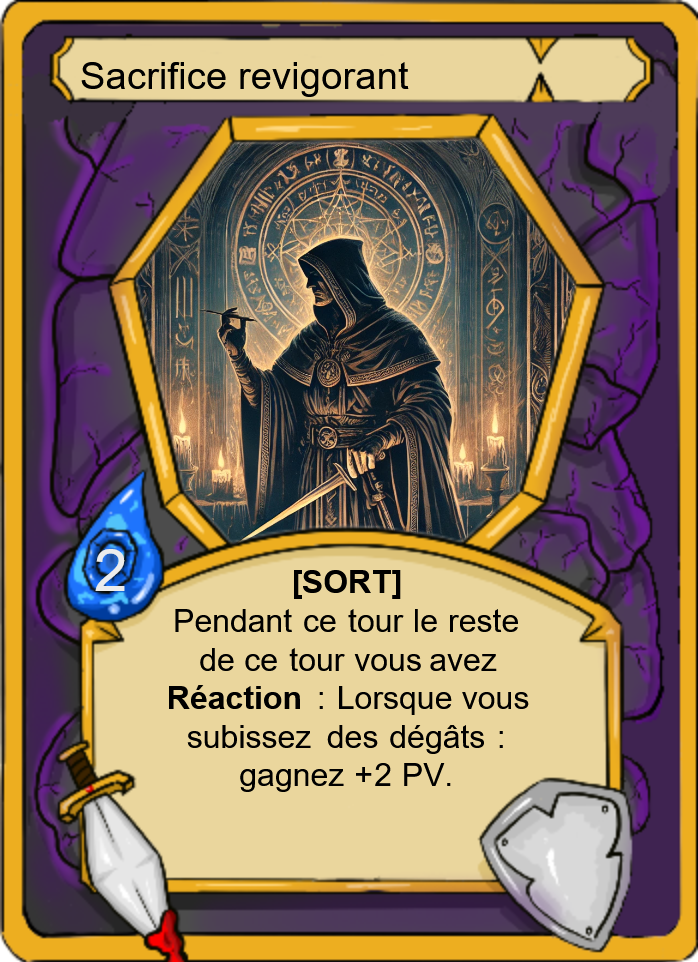 Sacrifice revigorant
2
[SORT]
Pendant ce tour le reste
de ce tour vous avez
Réaction : Lorsque vous
subissez des dégâts :
gagnez +2 PV.